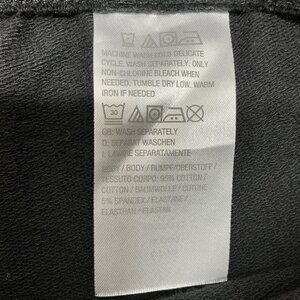 MACHINE WASH COLD DELICATE
CYCLE. WASH SEPARATELY. ONLY
NON-CHLORINE BLEACH WHEN
NEEDED. TUMBLE DRY LOW. WARM
IRON IF NEEDED
30
GB: WASH SEPARATELY
D: SEPARAT WASCHEN
I: LAVARE SEPARATAMENTE
BODY / BODY / RUMPF/OBERSTOFF /
TESSUTO CORPO: 95% COTTON /
COTTON / BAUMWOLLE / COTONE
5% SPANDEX / ELASTANE /
ELASTHAN / ELASTAN